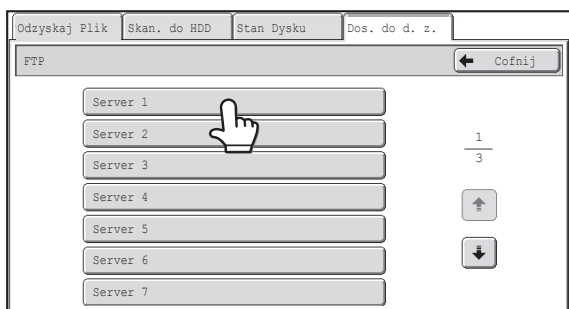 Odzyskaj Plik Skan. do HDD Stan Dysku Dos. do d. z.
FTP Cofnij
Server 1
Server 2
Server 3
Server 4
Server 5
Server 6
Server 7
1
3